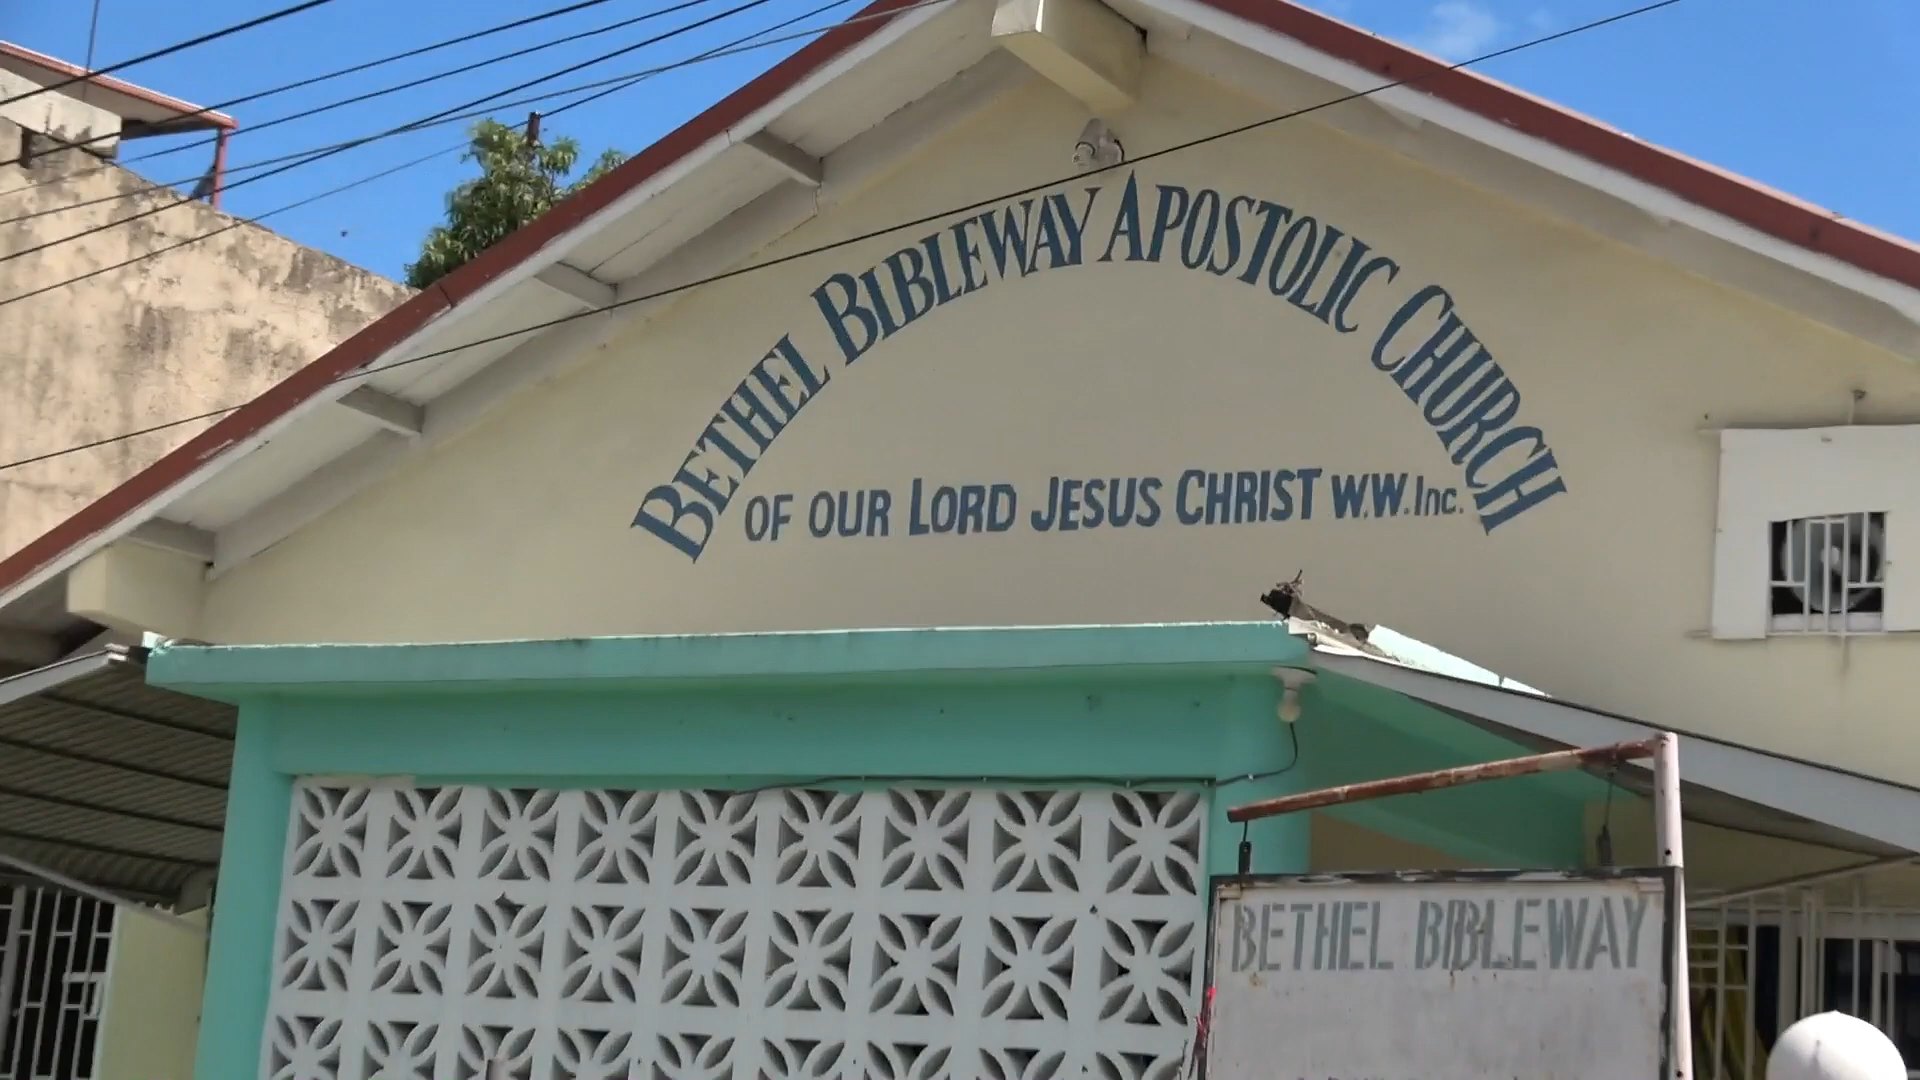 BETHEL BIBLEWAY APOSTOLIC CHURCH
OF OUR LORD JESUS CHRIST W.W. Inc.
BETHEL BIBLEWAY